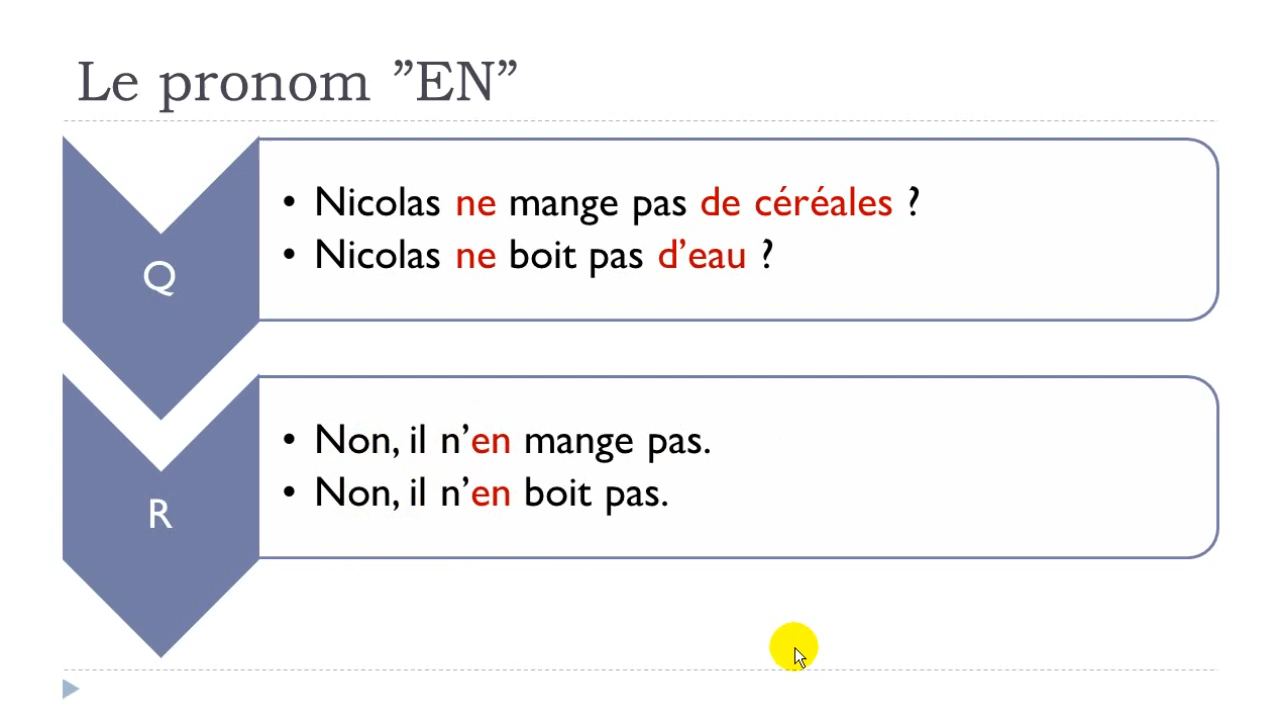 Le pronom ”EN”
Q
• Nicolas ne mange pas de céréales ?
• Nicolas ne boit pas d’eau ?
R
• Non, il n’en mange pas.
• Non, il n’en boit pas.